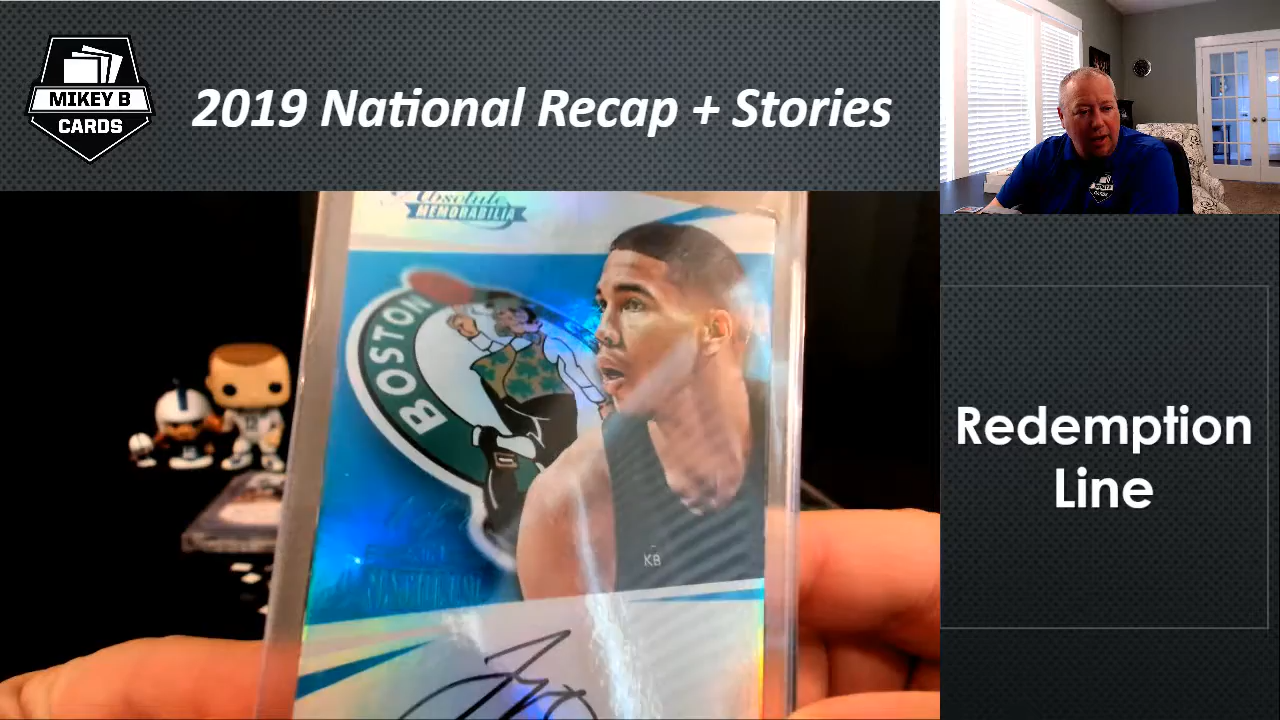 MIKEY B
CARDS
2019 National Recap + Stories
Absolute
MEMORABILIA
BOSTON
KB
Redemption
Line